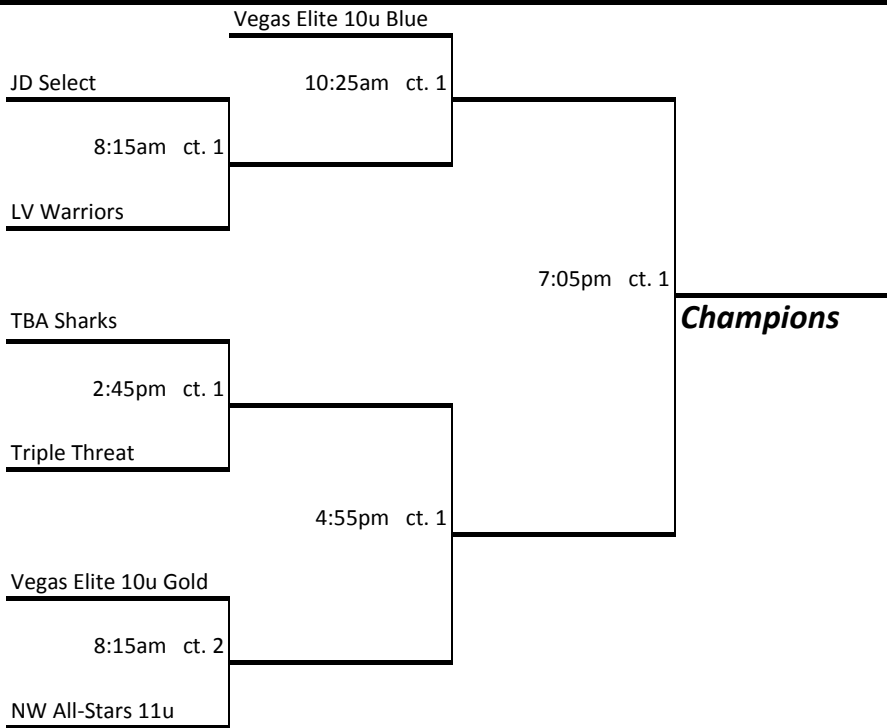 Vegas Elite 10u Blue
JD Select
10:25am ct. 1
8:15am ct. 1
LV Warriors
7:05pm ct. 1
TBA Sharks
Champions
2:45pm ct. 1
Triple Threat
4:55pm ct. 1
Vegas Elite 10u Gold
8:15am ct. 2
NW All-Stars 11u